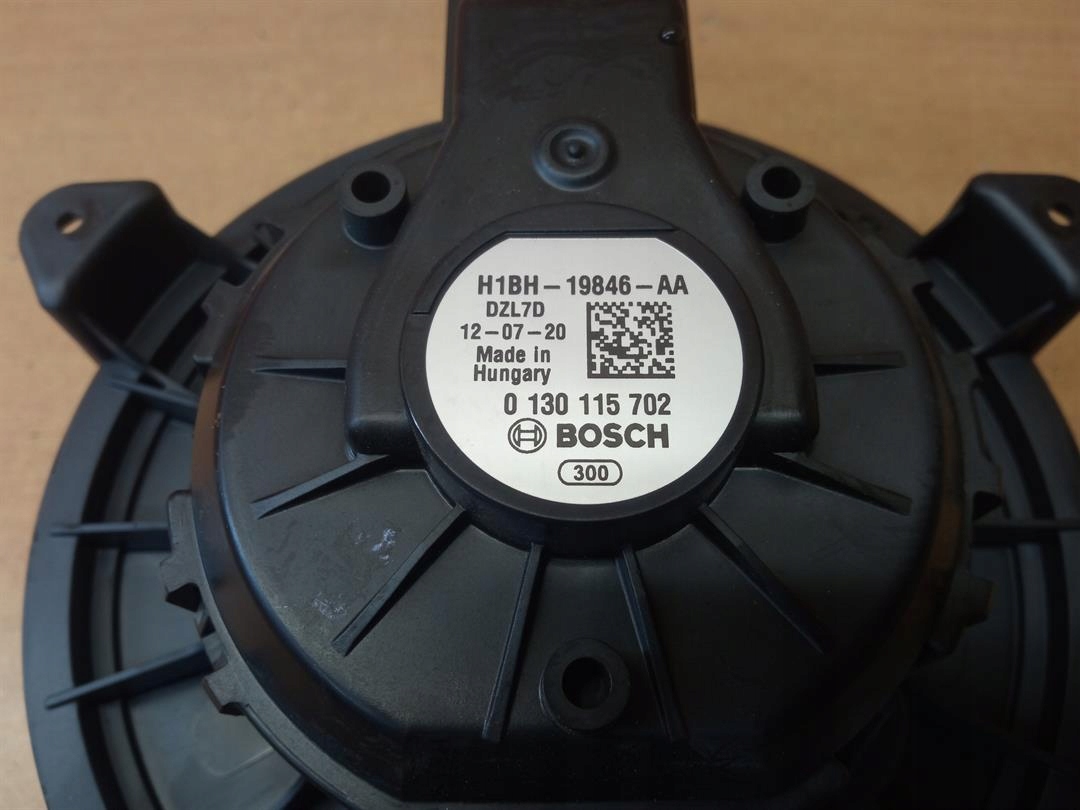 H1BH-19846-AA
DZL7D
12-07-20
Made in
Hungary
0 130 115 702
BOSCH
300